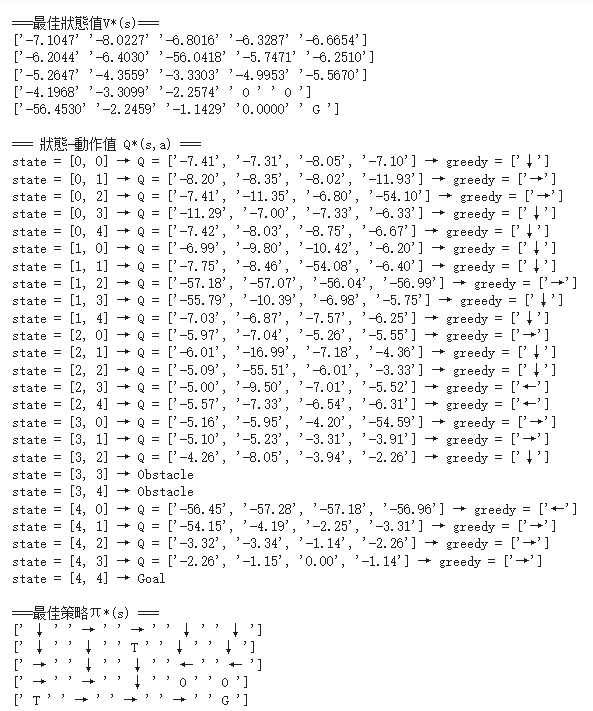 ===最佳狀態值V*(s)===
['-7.1047' '-8.0227' '-6.8016' '-6.3287' '-6.6654']
['-6.2044' '-6.4030' '-56.0418' '-5.7471' '-6.2510']
['-5.2647' '-4.3559' '-3.3303' '-4.9953' '-5.5670']
['-4.1968' '-3.3099' '-2.2574' ' O ' ' O ']
['-56.4530' '-2.2459' '-1.1429' '0.0000' ' G ']
=== 狀態-動作值 Q*(s,a) ===
state = [0, 0] → Q = ['-7.41', '-7.31', '-8.05', '-7.10'] → greedy = ['↓']
state = [0, 1] → Q = ['-8.20', '-8.35', '-8.02', '-11.93'] → greedy = ['→']
state = [0, 2] → Q = ['-7.41', '-11.35', '-6.80', '-54.10'] → greedy = ['→']
state = [0, 3] → Q = ['-11.29', '-7.00', '-7.33', '-6.33'] → greedy = ['↓']
state = [0, 4] → Q = ['-7.42', '-8.03', '-8.75', '-6.67'] → greedy = ['↓']
state = [1, 0] → Q = ['-6.99', '-9.80', '-10.42', '-6.20'] → greedy = ['↓']
state = [1, 1] → Q = ['-7.75', '-8.46', '-54.08', '-6.40'] → greedy = ['↓']
state = [1, 2] → Q = ['-57.18', '-57.07', '-56.04', '-56.99'] → greedy = ['→']
state = [1, 3] → Q = ['-55.79', '-10.39', '-6.98', '-5.75'] → greedy = ['↓']
state = [1, 4] → Q = ['-7.03', '-6.87', '-7.57', '-6.25'] → greedy = ['↓']
state = [2, 0] → Q = ['-5.97', '-7.04', '-5.26', '-5.55'] → greedy = ['→']
state = [2, 1] → Q = ['-6.01', '-16.99', '-7.18', '-4.36'] → greedy = ['↓']
state = [2, 2] → Q = ['-5.09', '-55.51', '-6.01', '-3.33'] → greedy = ['↓']
state = [2, 3] → Q = ['-5.00', '-9.50', '-7.01', '-5.52'] → greedy = ['←']
state = [2, 4] → Q = ['-5.57', '-7.33', '-6.54', '-6.31'] → greedy = ['←']
state = [3, 0] → Q = ['-5.16', '-5.95', '-4.20', '-54.59'] → greedy = ['→']
state = [3, 1] → Q = ['-5.10', '-5.23', '-3.31', '-3.91'] → greedy = ['→']
state = [3, 2] → Q = ['-4.26', '-8.05', '-3.94', '-2.26'] → greedy = ['↓']
state = [3, 3] → Obstacle
state = [3, 4] → Obstacle
state = [4, 0] → Q = ['-56.45', '-57.28', '-57.18', '-56.96'] → greedy = ['←']
state = [4, 1] → Q = ['-54.15', '-4.19', '-2.25', '-3.31'] → greedy = ['→']
state = [4, 2] → Q = ['-3.32', '-3.34', '-1.14', '-2.26'] → greedy = ['→']
state = [4, 3] → Q = ['-2.26', '-1.15', '0.00', '-1.14'] → greedy = ['→']
state = [4, 4] → Goal
===最佳策略π*(s) ===
[' ↓ ' ' → ' ' → ' ' ↓ ' ' ↓ ']
[' ↓ ' ' ↓ ' ' T ' ' ↓ ' ' ↓ ']
[' → ' ' ↓ ' ' ↓ ' ' ← ' ' ← ']
[' → ' ' → ' ' ↓ ' ' O ' ' O ']
[' T ' ' → ' ' → ' ' → ' ' G ']